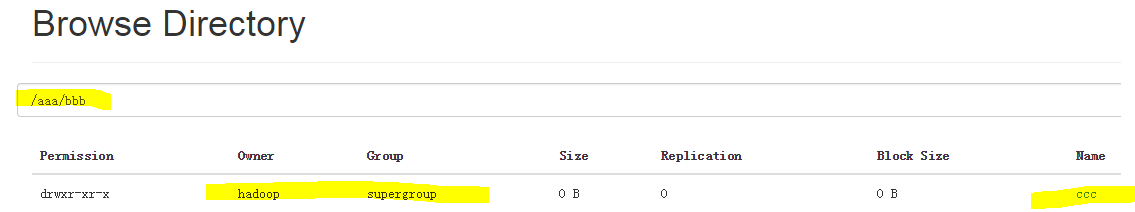 Browse Directory
/aaa/bbb
Permission Owner Group Size Replication Block Size Name
drwxr-xr-x hadoop supergroup 0 B 0 0 B ccc